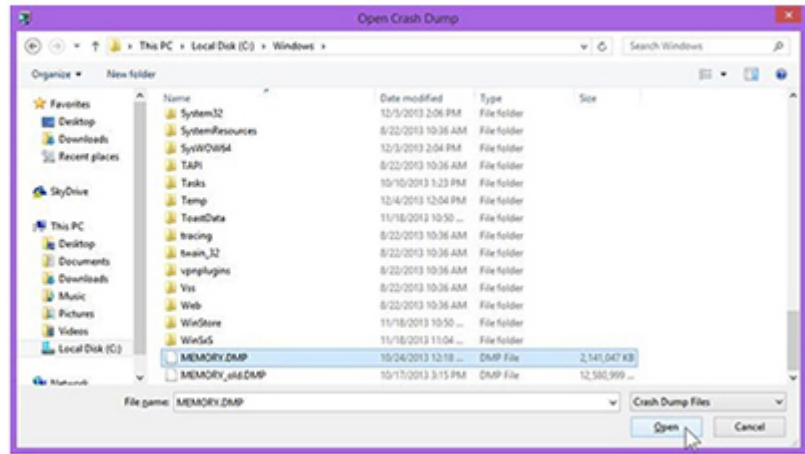 Open Crash Dump
This PC Local Disk (C:) Windows Search Windows
Organize New folder
Name Date modified Type Size
Favorites
Desktop
Downloads
Recent places
SkyDrive
This PC
Desktop
Documents
Downloads
Music
Pictures
Videos
Local Disk (C:)
Network
System32 12/5/2013 2:06 PM File folder
SystemResources 8/22/2013 10:36 AM File folder
SysWOW64 12/3/2013 2:04 PM File folder
TAPI 8/22/2013 10:36 AM File folder
Tasks 10/10/2013 1:23 PM File folder
Temp 12/4/2013 12:04 PM File folder
ToastData 11/18/2013 10:50 ... File folder
tracing 8/22/2013 10:36 AM File folder
twain_32 8/22/2013 10:36 AM File folder
vpnplugins 8/22/2013 10:36 AM File folder
Vss 8/22/2013 10:36 AM File folder
Web 8/22/2013 10:36 AM File folder
WinStore 11/18/2013 10:50 ... File folder
WinSxS 11/18/2013 11:04 ... File folder
MEMORY.DMP 10/24/2013 12:18 ... DMP File 2,141,047 KB
MEMORY_old.DMP 10/17/2013 3:15 PM DMP File 12,580,999 ...
File name: MEMORY.DMP Crash Dump Files
Open Cancel